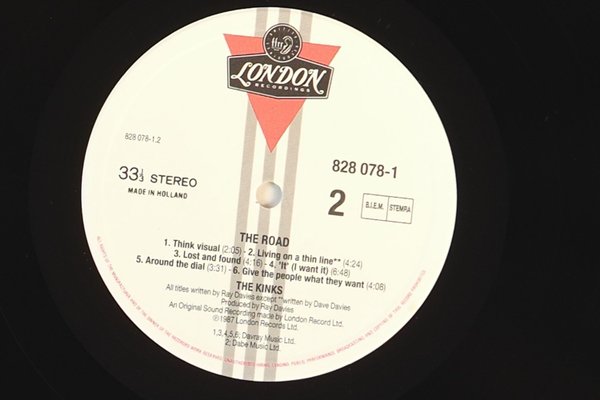 ffrr
LONDON
RECORDINGS
828 078-1.2
33⅓ STEREO
MADE IN HOLLAND
828 078-1
2
B.I.E.M. STEMRA
THE ROAD
1. Think visual (2:05) - 2. Living on a thin line** (4:24)
3. Lost and found (4:16) - 4. 'It' (I want it) (6:48)
5. Around the dial (3:31) - 6. Give the people what they want (4:08)
THE KINKS
All titles written by Ray Davies except **written by Dave Davies
Produced by Ray Davies
An Original Sound Recording made by London Record Ltd.
℗1987 London Records Ltd.
1,3,4,5,6; Davray Music Ltd.
2; Dabe Music Ltd.